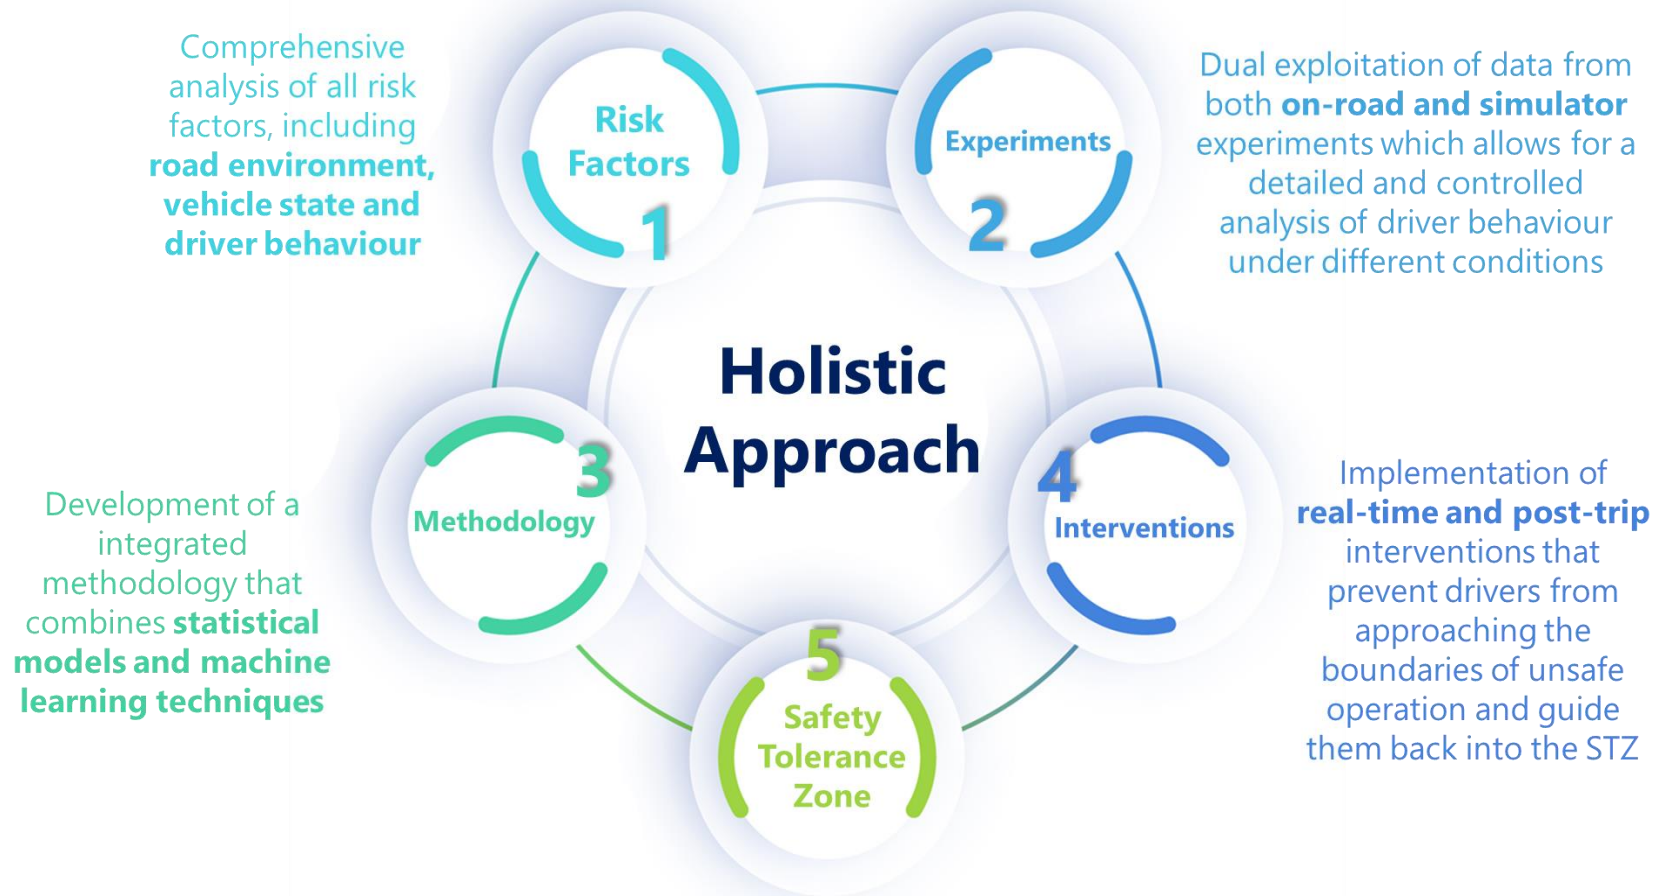 Comprehensive
analysis of all risk
factors, including
road environment,
vehicle state and
driver behaviour
Risk
Factors
1
Experiments
2
Dual exploitation of data from
both on-road and simulator
experiments which allows for a
detailed and controlled
analysis of driver behaviour
under different conditions
Holistic
Approach
Development of a
integrated
methodology that
combines statistical
models and machine
learning techniques
3
Methodology
4
Interventions
Implementation of
real-time and post-trip
interventions that
prevent drivers from
approaching the
boundaries of unsafe
operation and guide
them back into the STZ
5
Safety
Tolerance
Zone